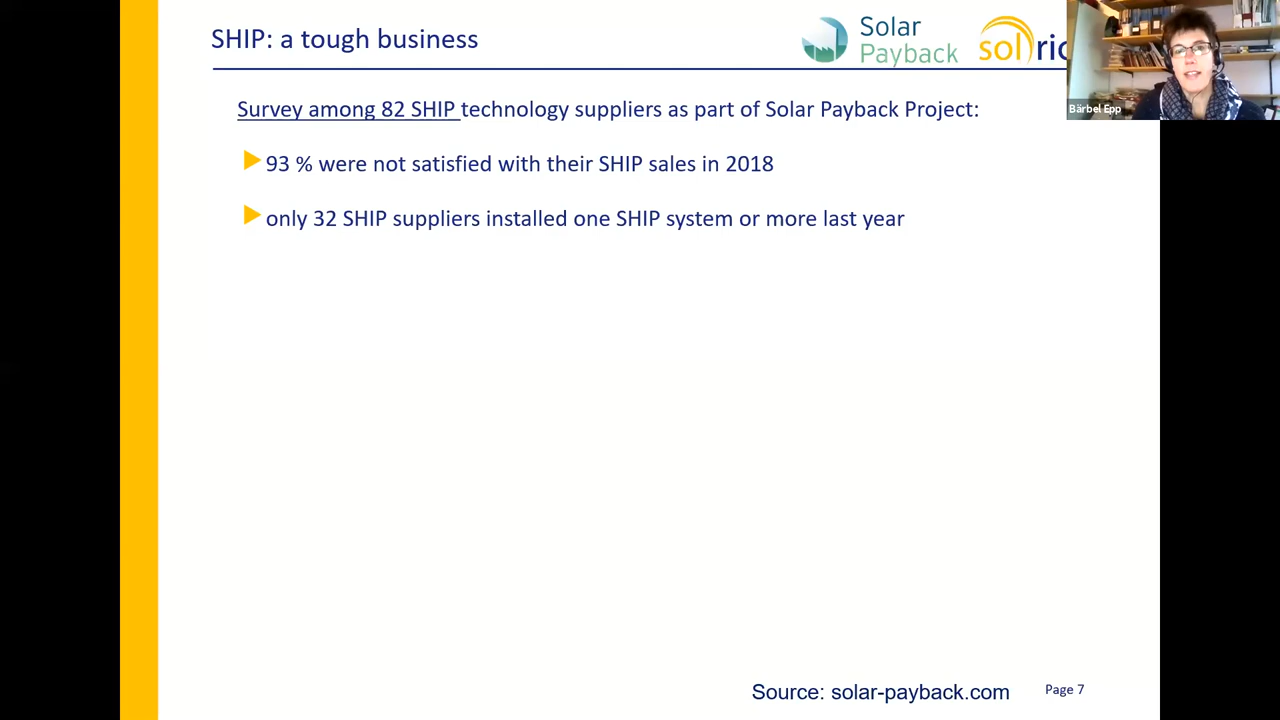 SHIP: a tough business
Solar
Payback
solric
Bärbel Epp
Survey among 82 SHIP technology suppliers as part of Solar Payback Project:
93 % were not satisfied with their SHIP sales in 2018
only 32 SHIP suppliers installed one SHIP system or more last year
Source: solar-payback.com
Page 7